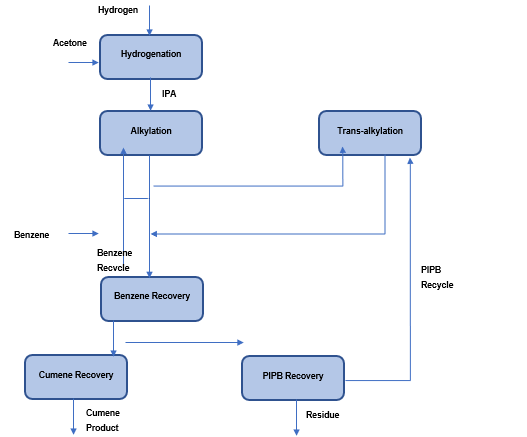 Hydrogen
Acetone
Hydrogenation
IPA
Alkylation
Trans-alkylation
Benzene
Benzene
Recvcle
PIPB
Recycle
Benzene Recovery
Cumene Recovery
PIPB Recovery
Cumene
Product
Residue